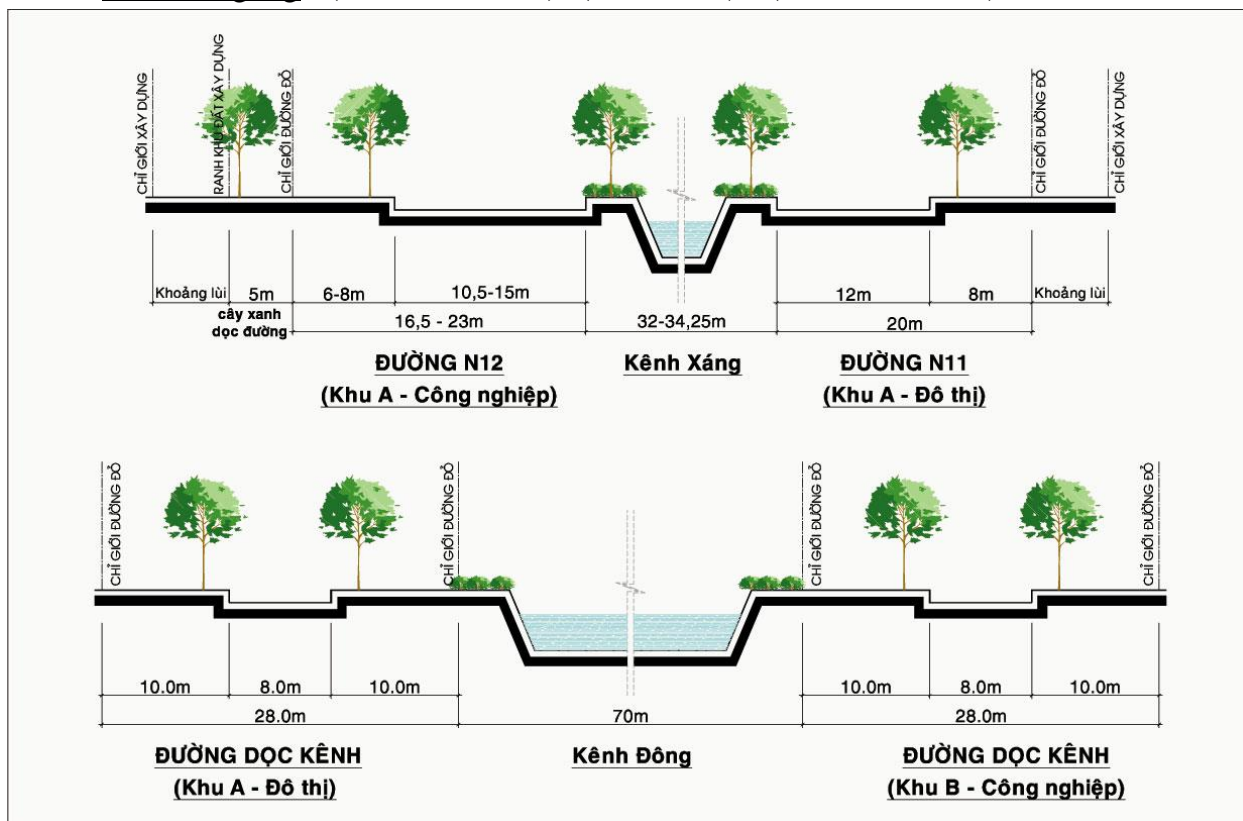 CHỈ GIỚI XÂY DỰNG
RANH KHU ĐẤT XÂY DỰNG
CHỈ GIỚI ĐƯỜNG ĐỎ
CHỈ GIỚI ĐƯỜNG ĐỎ
CHỈ GIỚI XÂY DỰNG
Khoảng lùi
5m
6-8m
10,5-15m
12m
8m
Khoảng lùi
cây xanh
dọc đường
16,5 - 23m
32-34,25m
20m
ĐƯỜNG N12
Kênh Xáng
ĐƯỜNG N11
(Khu A - Công nghiệp)
(Khu A - Đô thị)
CHỈ GIỚI ĐƯỜNG ĐỎ
CHỈ GIỚI ĐƯỜNG ĐỎ
CHỈ GIỚI ĐƯỜNG ĐỎ
CHỈ GIỚI ĐƯỜNG ĐỎ
10.0m
8.0m
10.0m
10.0m
8.0m
10.0m
28.0m
70m
28.0m
ĐƯỜNG DỌC KÊNH
Kênh Đông
ĐƯỜNG DỌC KÊNH
(Khu A - Đô thị)
(Khu B - Công nghiệp)